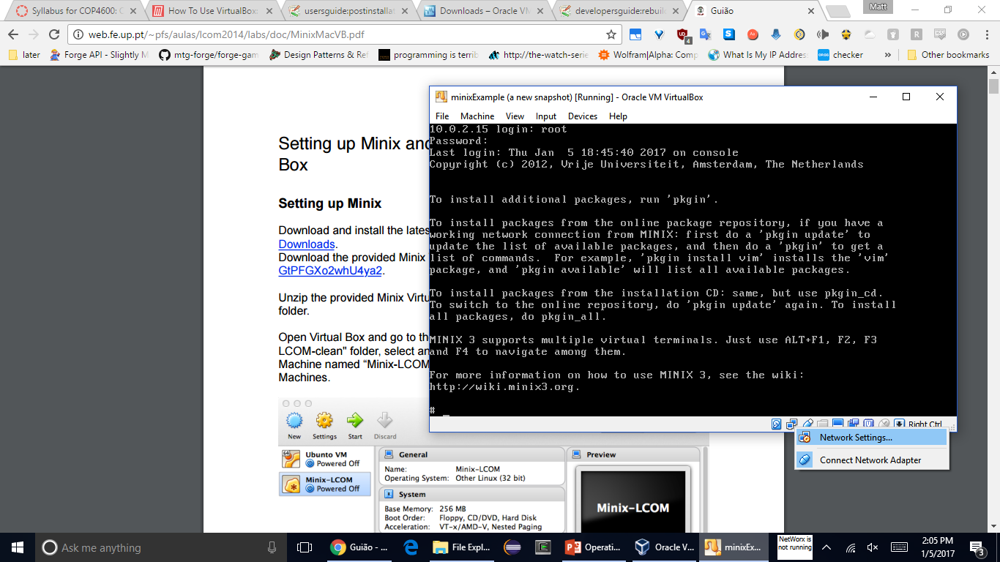 Syllabus for COP4600: C
How To Use VirtualBox:
usersguide:postinstallat
Downloads – Oracle VM
developersguide:rebuil
Guião
Matt
web.fe.up.pt/~pfs/aulas/lcom2014/labs/doc/MinixMacVB.pdf
4
later
Forge API - Slightly M
mtg-forge/forge-gam
Design Patterns & Ref
programming is terrib
http://the-watch-serie
Wolfram|Alpha: Comp
What Is My IP Address
checker
»
Other bookmarks
Setting up Minix and
Box
Setting up Minix
Download and install the lates
Downloads.
Download the provided Minix
GtPFGXo2whU4ya2.
Unzip the provided Minix Virtu
folder.
Open Virtual Box and go to th
LCOM-clean" folder, select an
Machine named “Minix-LCOM
Machines.
New
Settings
Start
Discard
Ubunto VM
Powered Off
Minix-LCOM
Powered Off
General
Name: Minix-LCOM
Operating System: Other Linux (32 bit)
System
Base Memory: 256 MB
Boot Order: Floppy, CD/DVD, Hard Disk
Acceleration: VT-x/AMD-V, Nested Paging
Preview
Minix-LCOM
minixExample (a new snapshot) [Running] - Oracle VM VirtualBox
File Machine View Input Devices Help
10.0.2.15 login: root
Password:
Last login: Thu Jan  5 18:45:40 2017 on console
Copyright (c) 2012, Vrije Universiteit, Amsterdam, The Netherlands
To install additional packages, run 'pkgin'.
To install packages from the online package repository, if you have a
working network connection from MINIX: first do a 'pkgin update' to
update the list of available packages, and then do a 'pkgin' to get a
list of commands.  For example, 'pkgin install vim' installs the 'vim'
package, and 'pkgin available' will list all available packages.
To install packages from the installation CD: same, but use pkgin_cd.
To switch to the online repository, do 'pkgin update' again. To install
all packages, do pkgin_all.
MINIX 3 supports multiple virtual terminals. Just use ALT+F1, F2, F3
and F4 to navigate among them.
For more information on how to use MINIX 3, see the wiki:
http://wiki.minix3.org.
# _
Right Ctrl
Network Settings...
Connect Network Adapter
Ask me anything
Guião - ...
File Expl...
Operati...
Oracle V...
minixEx...
NetWorx is
not running
2:05 PM
1/5/2017
3